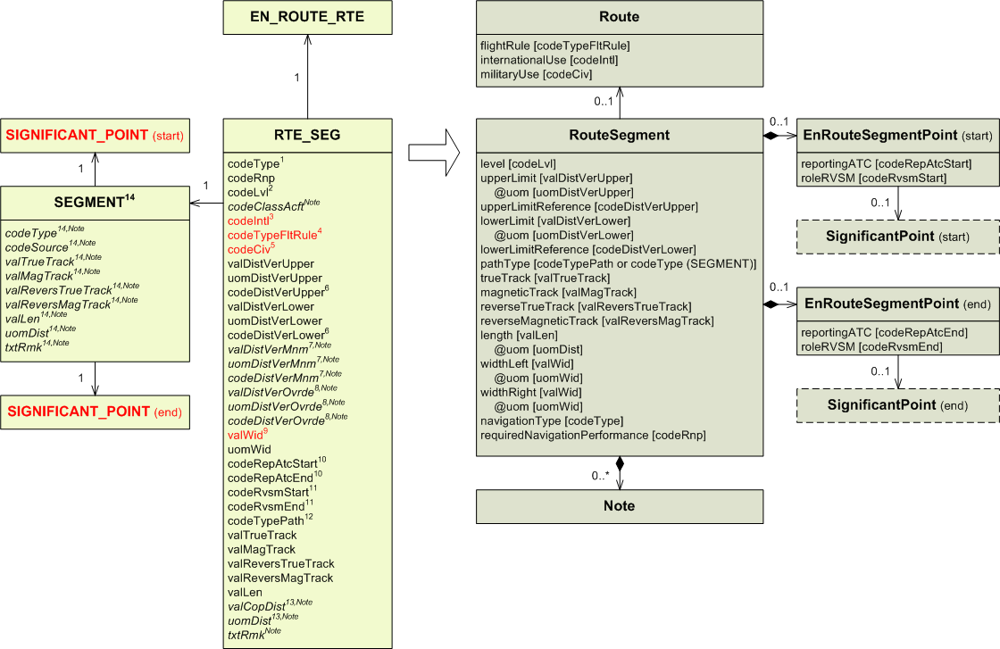 EN_ROUTE_RTE
1
SIGNIFICANT_POINT (start)
1
SEGMENT14
codeType14,Note
codeSource14,Note
valTrueTrack14,Note
valMagTrack14,Note
valReversTrueTrack14,Note
valReversMagTrack14,Note
valLen14,Note
uomDist14,Note
txtRmk14,Note
1
SIGNIFICANT_POINT (end)
1
RTE_SEG
codeType1
codeRnp
codeLvl2
codeClassAcftNote
codeIntl3
codeTypeFltRule4
codeCiv5
valDistVerUpper
uomDistVerUpper
codeDistVerUpper6
valDistVerLower
uomDistVerLower
codeDistVerLower6
valDistVerMnm7,Note
uomDistVerMnm7,Note
codeDistVerMnm7,Note
valDistVerOvrde8,Note
uomDistVerOvrde8,Note
codeDistVerOvrde8,Note
valWid9
uomWid
codeRepAtcStart10
codeRepAtcEnd10
codeRvsmStart11
codeRvsmEnd11
codeTypePath12
valTrueTrack
valMagTrack
valReversTrueTrack
valReversMagTrack
valLen
valCopDist13,Note
uomDist13,Note
txtRmkNote
Route
flightRule [codeTypeFltRule]
internationalUse [codeIntl]
militaryUse [codeCiv]
0..1
RouteSegment
level [codeLvl]
upperLimit [valDistVerUpper]
@uom [uomDistVerUpper]
upperLimitReference [codeDistVerUpper]
lowerLimit [valDistVerLower]
@uom [uomDistVerLower]
lowerLimitReference [codeDistVerLower]
pathType [codeTypePath or codeType (SEGMENT)]
trueTrack [valTrueTrack]
magneticTrack [valMagTrack]
reverseTrueTrack [valReversTrueTrack]
reverseMagneticTrack [valReversMagTrack]
length [valLen]
@uom [uomDist]
widthLeft [valWid]
@uom [uomWid]
widthRight [valWid]
@uom [uomWid]
navigationType [codeType]
requiredNavigationPerformance [codeRnp]
0..*
Note
0..1
EnRouteSegmentPoint (start)
reportingATC [codeRepAtcStart]
roleRVSM [codeRvsmStart]
0..1
SignificantPoint (start)
0..1
EnRouteSegmentPoint (end)
reportingATC [codeRepAtcEnd]
roleRVSM [codeRvsmEnd]
0..1
SignificantPoint (end)